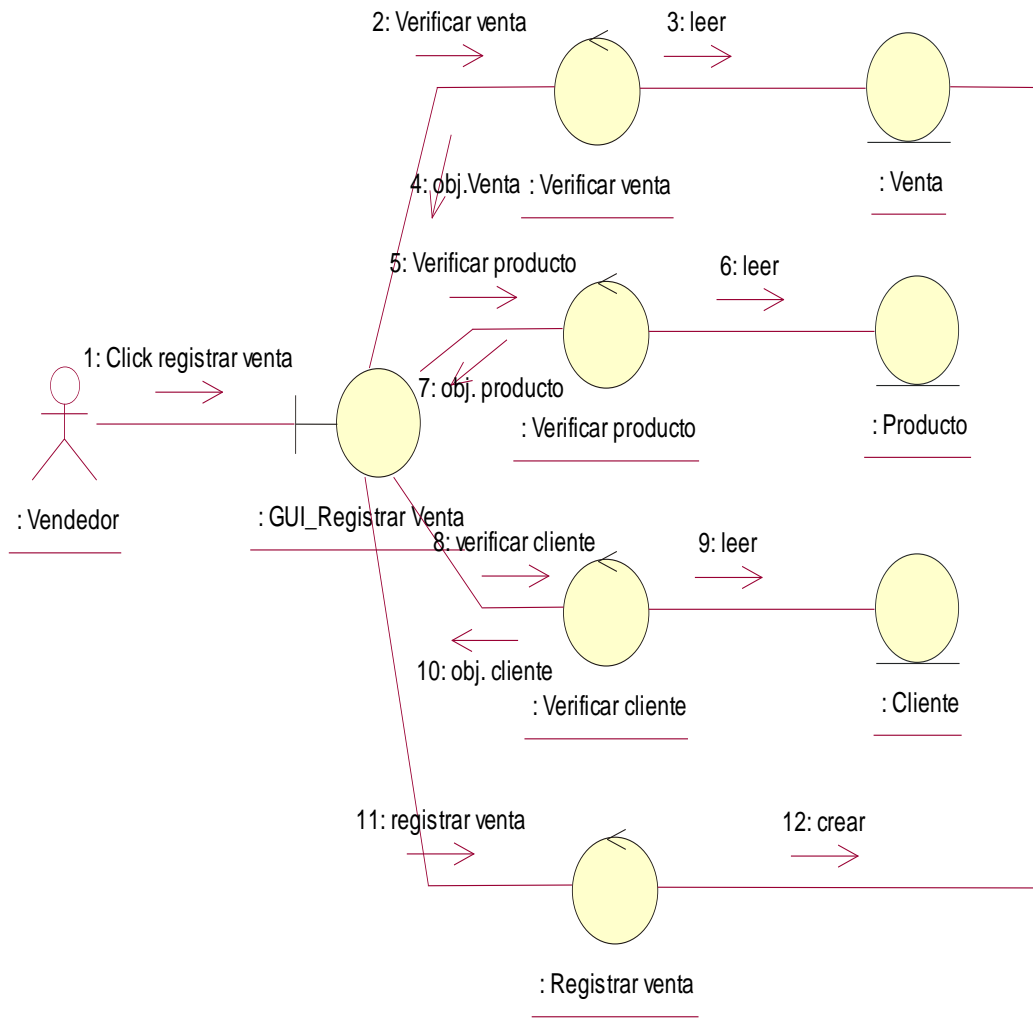 2: Verificar venta
3: leer
4: obj.Venta
: Verificar venta
: Venta
5: Verificar producto
6: leer
1: Click registrar venta
7: obj. producto
: Verificar producto
: Producto
: Vendedor
: GUI_Registrar Venta
8: verificar cliente
9: leer
10: obj. cliente
: Verificar cliente
: Cliente
11: registrar venta
12: crear
: Registrar venta